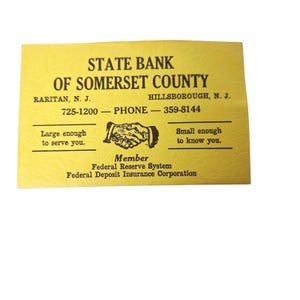 STATE BANK
OF SOMERSET COUNTY
RARITAN, N. J. HILLSBOROUGH, N. J.
725-1200 — PHONE — 359-8144
Large enough Small enough
to serve you. to know you.
Member
Federal Reserve System
Federal Deposit Insurance Corporation